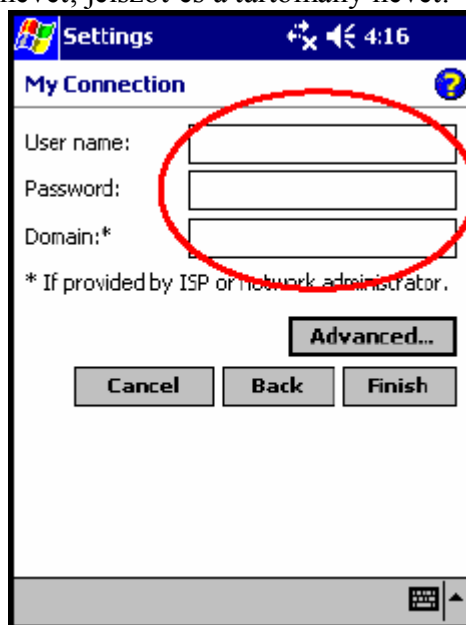 nevet, jelszót és a tartomány nevét.
Settings 4:16
My Connection ?
User name:
Password:
Domain:*
* If provided by ISP or network administrator.
Advanced...
Cancel Back Finish